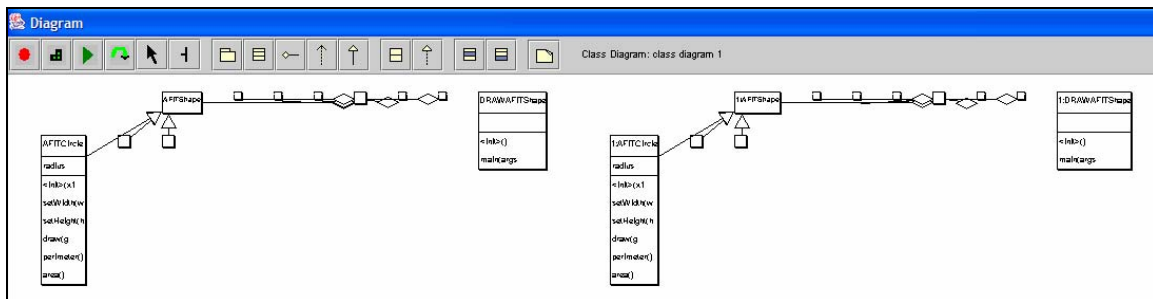 Diagram
Class Diagram: class diagram 1
AFITShape
DRAWAFITShape
<init>()
main(args
AFITCircle
radius
<init>(x1
setWidth(w
setHeight(h
draw(g
perimeter()
area()
1:AFITShape
1:DRAWAFITShape
<init>()
main(args
1:AFITCircle
radius
<init>(x1
setWidth(w
setHeight(h
draw(g
perimeter()
area()